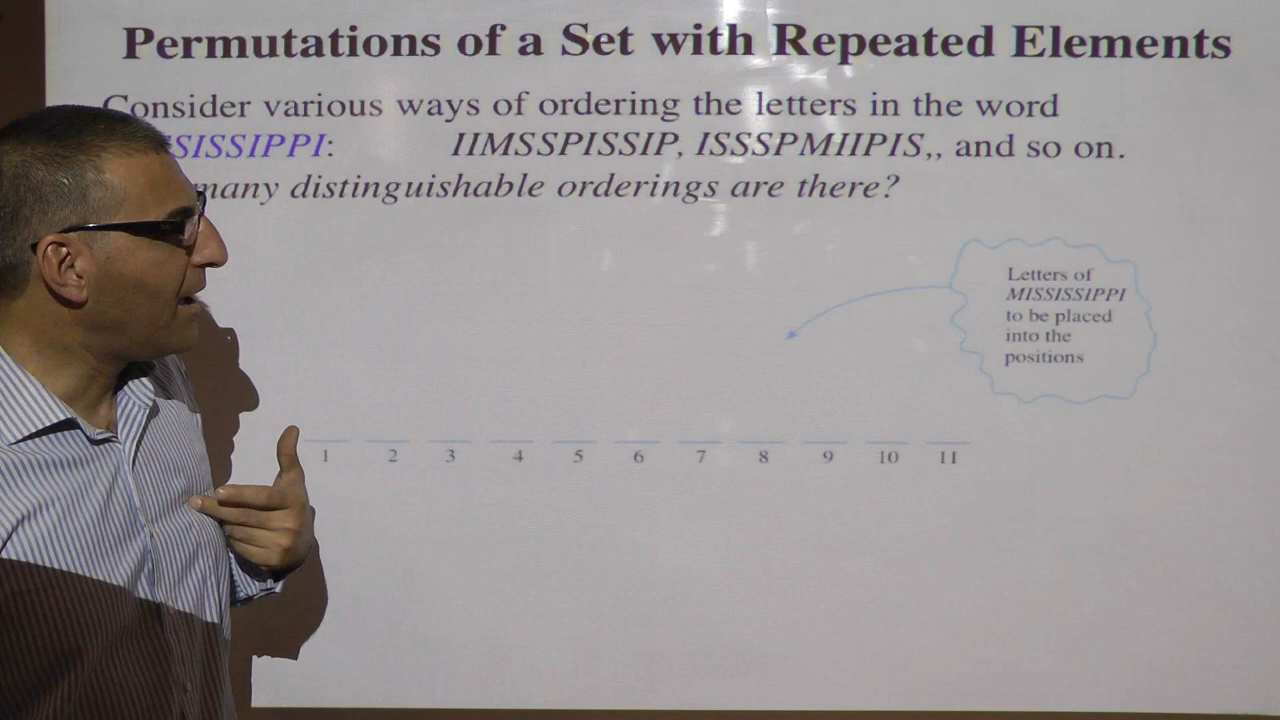 Permutations of a Set with Repeated Elements
Consider various ways of ordering the letters in the word
SISSIPPI: IIMSSPISSIP, ISSSPMIIPIS,, and so on.
many distinguishable orderings are there?
Letters of
MISSISSIPPI
to be placed
into the
positions
1 2 3 4 5 6 7 8 9 10 11